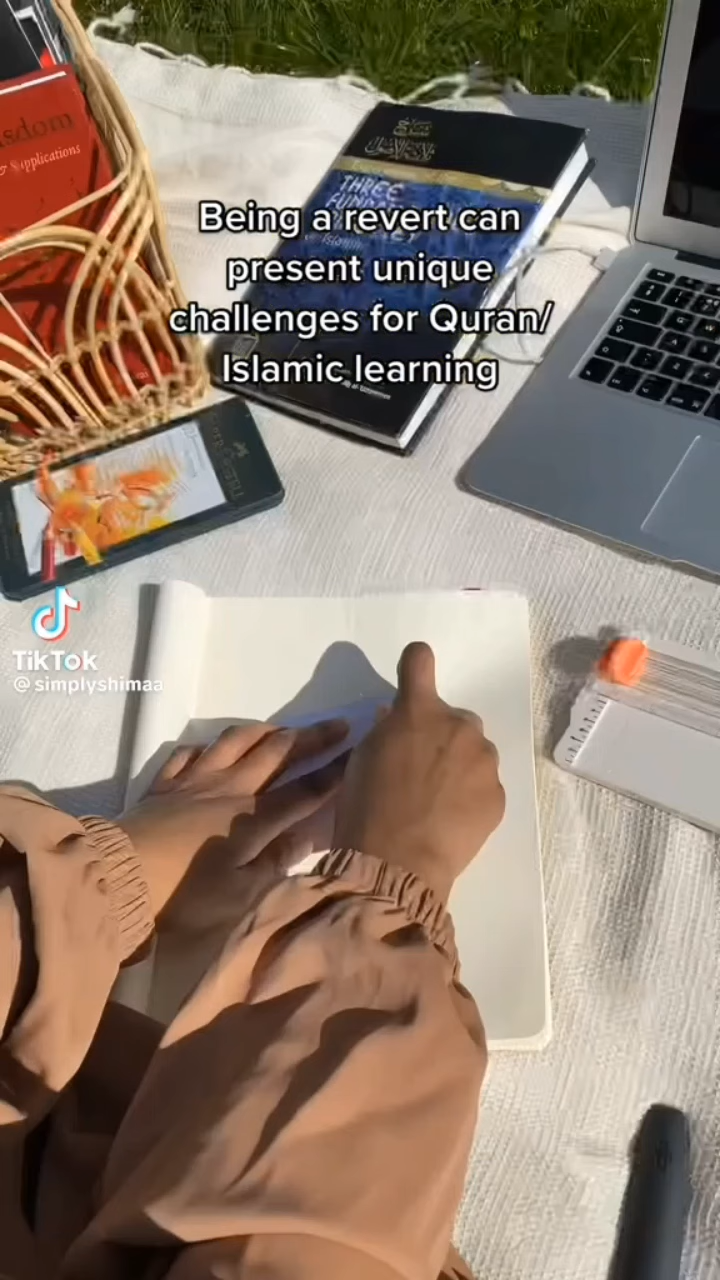 sdom
& Supplications
THREE
Being a revert can
present unique
challenges for Quran/
Islamic learning
TikTok
@simplyshimaa